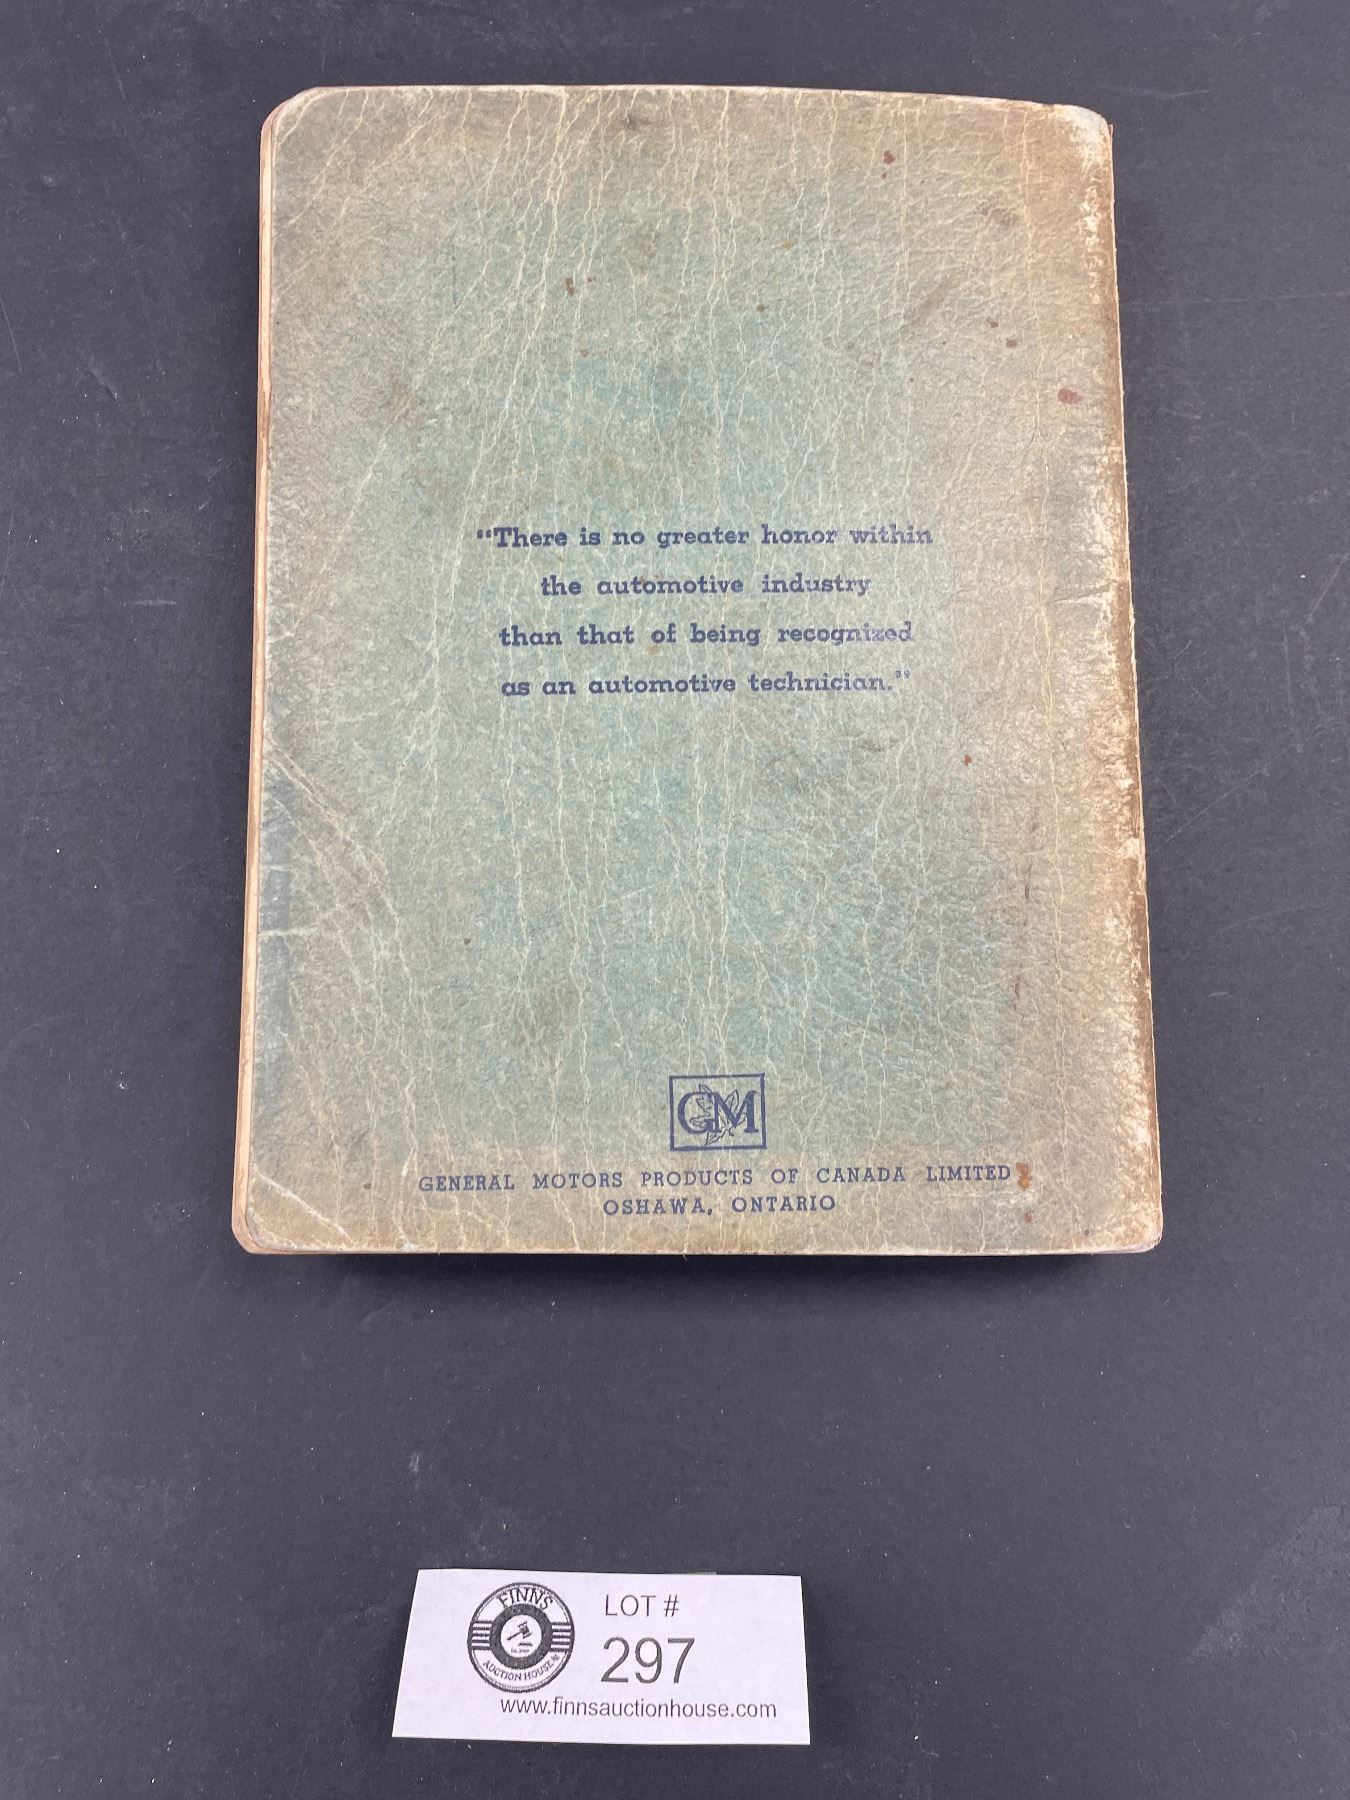 “There is no greater honor within
the automotive industry
than that of being recognized
as an automotive technician.”
GM
GENERAL MOTORS PRODUCTS OF CANADA LIMITED
OSHAWA, ONTARIO
FINNS
AUCTION HOUSE
LOT #
297
www.finnsauctionhouse.com